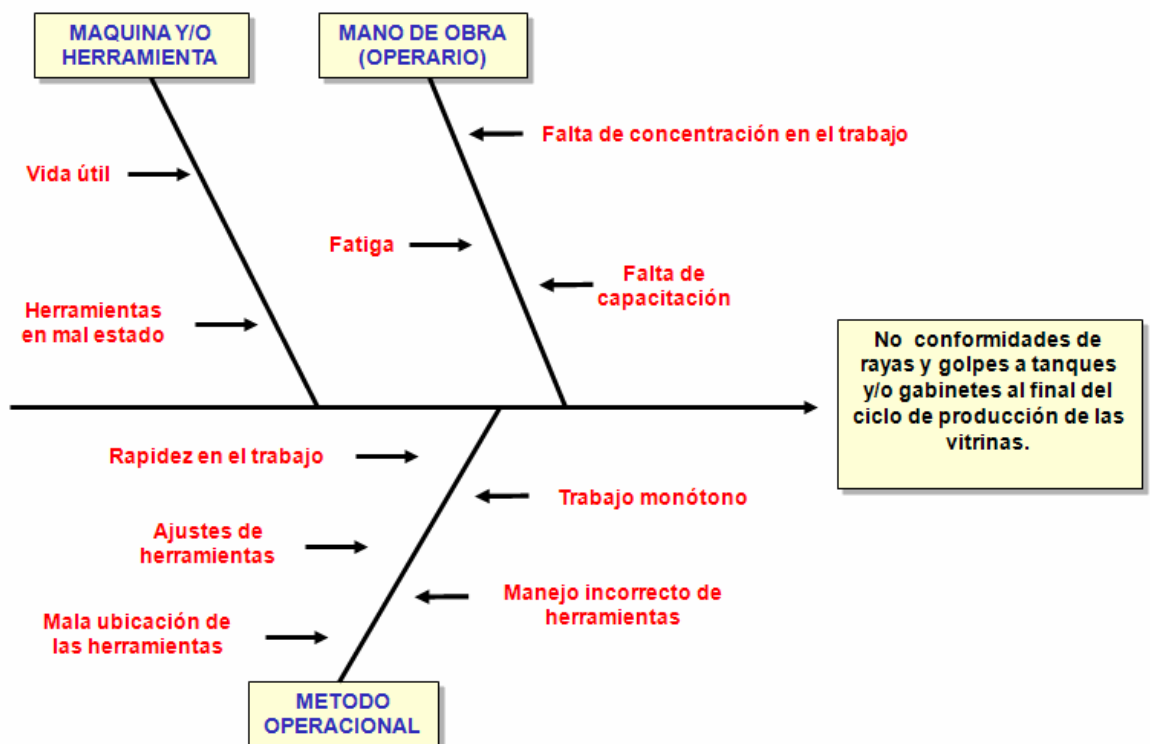 MAQUINA Y/O
HERRAMIENTA
MANO DE OBRA
(OPERARIO)
Falta de concentración en el trabajo
Vida útil
Fatiga
Falta de
capacitación
Herramientas
en mal estado
No conformidades de
rayas y golpes a tanques
y/o gabinetes al final del
ciclo de producción de las
vitrinas.
Rapidez en el trabajo
Trabajo monótono
Ajustes de
herramientas
Manejo incorrecto de
herramientas
Mala ubicación de
las herramientas
METODO
OPERACIONAL